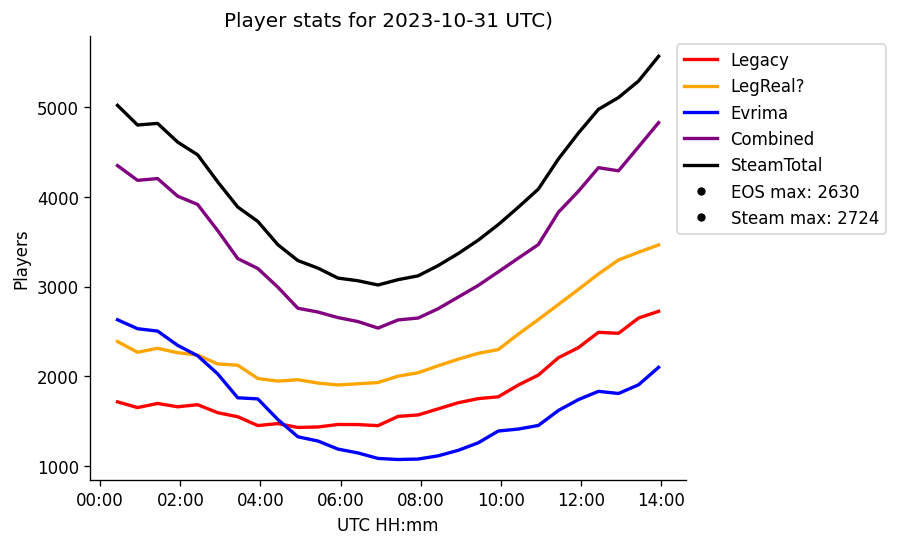 Player stats for 2023-10-31 UTC)
Legacy
LegReal?
Evrima
Combined
SteamTotal
EOS max: 2630
Steam max: 2724
Players
5000
4000
3000
2000
1000
00:00 02:00 04:00 06:00 08:00 10:00 12:00 14:00
UTC HH:mm